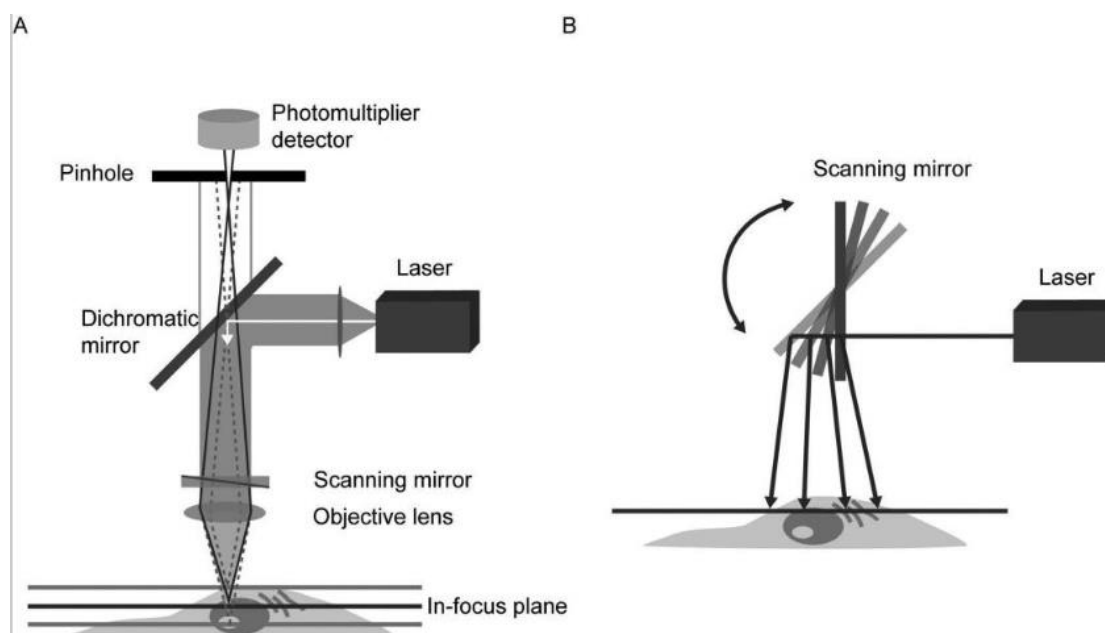 A
Photomultiplier
detector
Pinhole
Laser
Dichromatic
mirror
Scanning mirror
Objective lens
In-focus plane
B
Scanning mirror
Laser